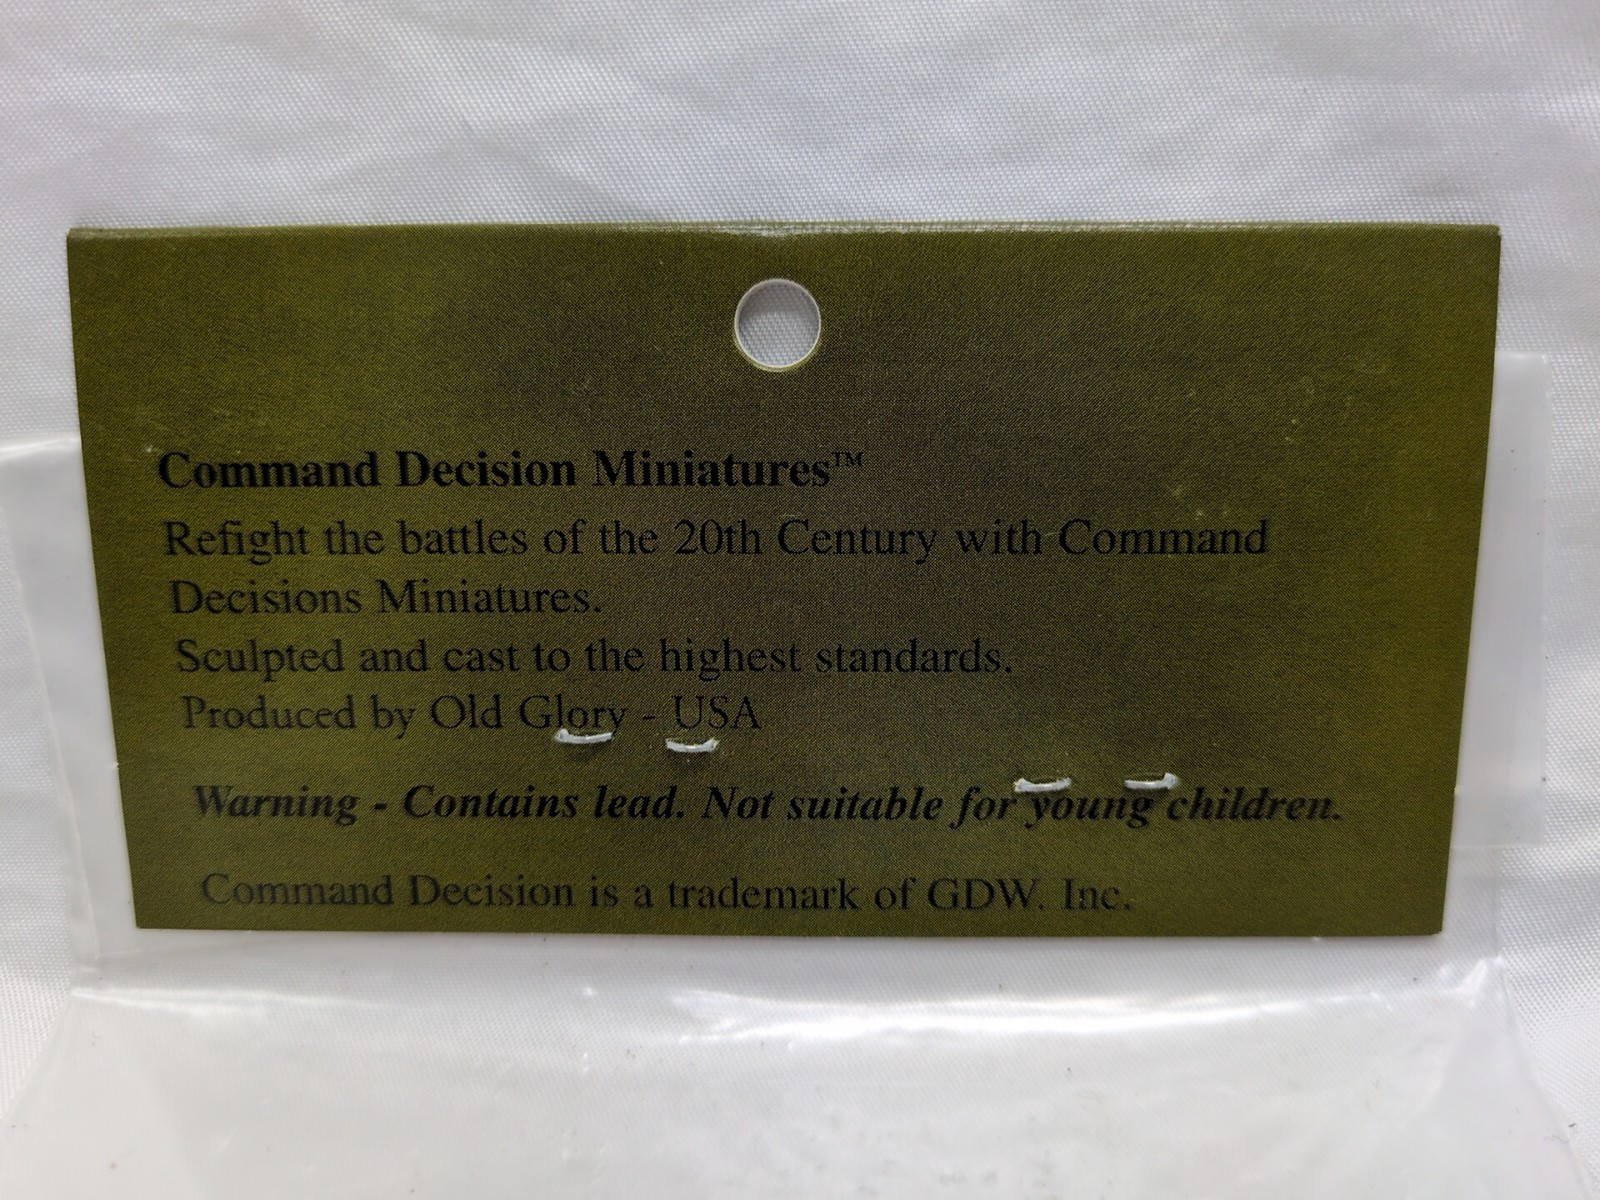 Command Decision Miniatures™
Refight the battles of the 20th Century with Command
Decisions Miniatures.
Sculpted and cast to the highest standards.
Produced by Old Glory - USA
Warning - Contains lead. Not suitable for young children.
Command Decision is a trademark of GDW. Inc.